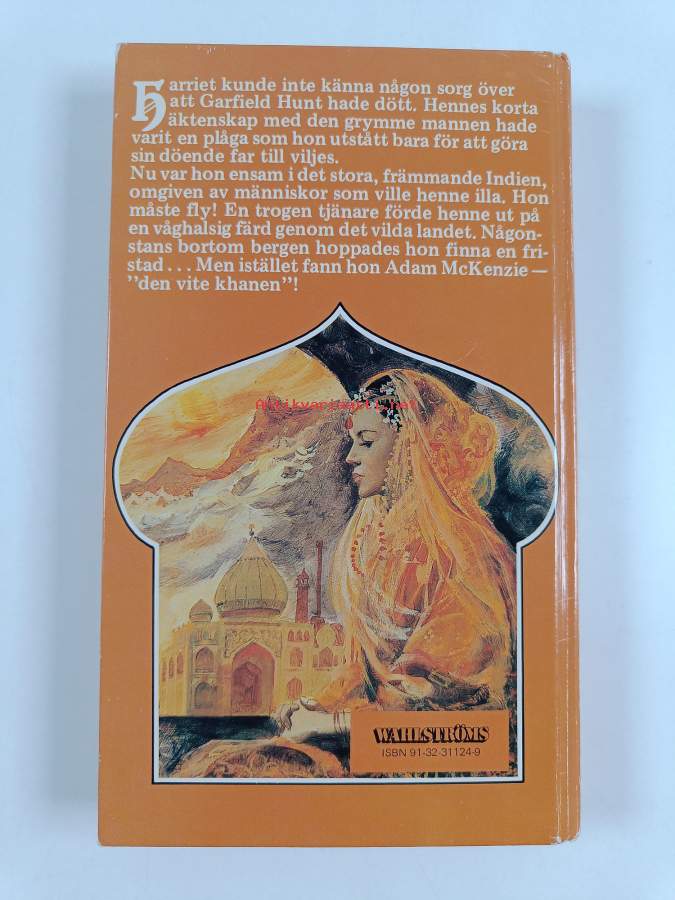 Harriet kunde inte känna någon sorg över
att Garfield Hunt hade dött. Hennes korta
äktenskap med den grymme mannen hade
varit en plåga som hon utstått bara för att göra
sin döende far till viljes.
Nu var hon ensam i det stora, främmande Indien,
omgiven av människor som ville henne illa. Hon
måste fly! En trogen tjänare förde henne ut på
en våghalsig färd genom det vilda landet. Någon-
stans bortom bergen hoppades hon finna en fri-
stad... Men istället fann hon Adam McKenzie —
"den vite khanen"!
Antikvariaatti.net
WAHLSTRÖMS
ISBN 91-32-31124-9